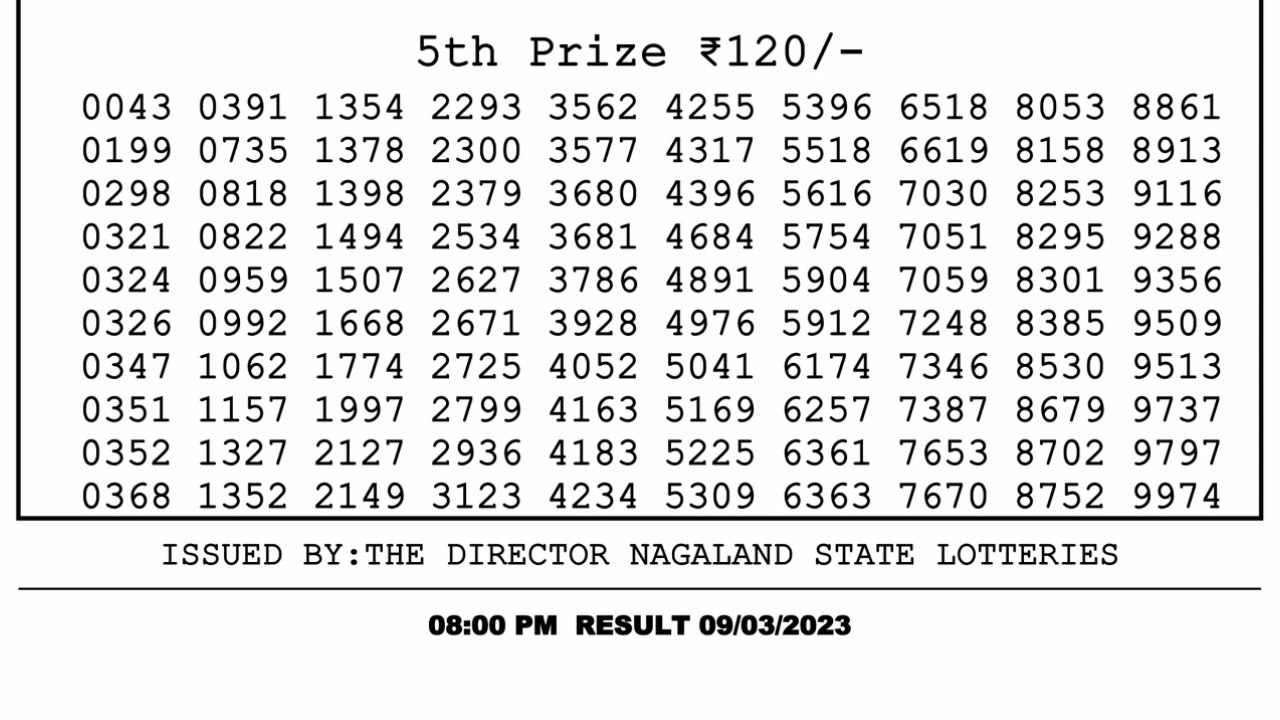 5th Prize ₹120/-
0043 0391 1354 2293 3562 4255 5396 6518 8053 8861
0199 0735 1378 2300 3577 4317 5518 6619 8158 8913
0298 0818 1398 2379 3680 4396 5616 7030 8253 9116
0321 0822 1494 2534 3681 4684 5754 7051 8295 9288
0324 0959 1507 2627 3786 4891 5904 7059 8301 9356
0326 0992 1668 2671 3928 4976 5912 7248 8385 9509
0347 1062 1774 2725 4052 5041 6174 7346 8530 9513
0351 1157 1997 2799 4163 5169 6257 7387 8679 9737
0352 1327 2127 2936 4183 5225 6361 7653 8702 9797
0368 1352 2149 3123 4234 5309 6363 7670 8752 9974
ISSUED BY:THE DIRECTOR NAGALAND STATE LOTTERIES
08:00 PM RESULT 09/03/2023